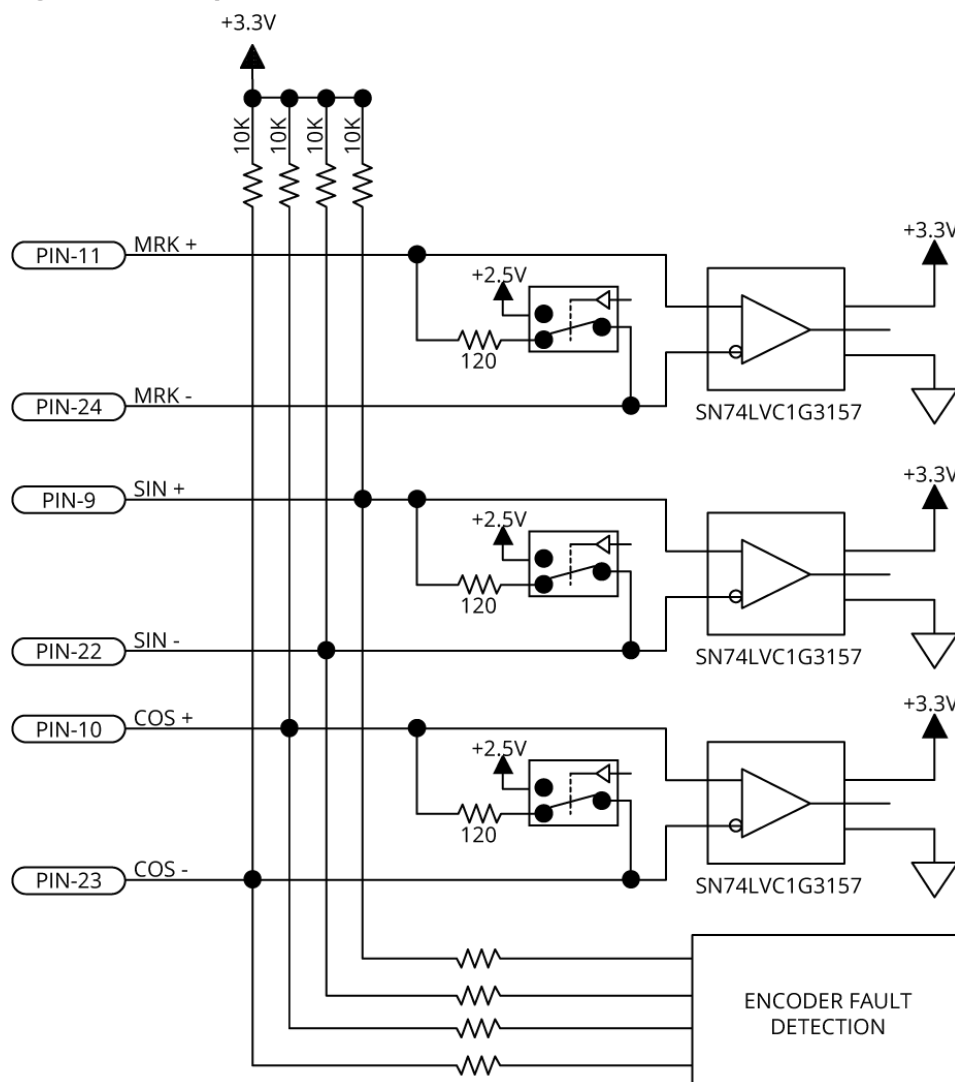 +3.3V
10K
10K
10K
10K
PIN-11
MRK +
+3.3V
+2.5V
120
PIN-24
MRK -
SN74LVC1G3157
PIN-9
SIN +
+3.3V
+2.5V
120
PIN-22
SIN -
SN74LVC1G3157
PIN-10
COS +
+3.3V
+2.5V
120
PIN-23
COS -
SN74LVC1G3157
ENCODER FAULT
DETECTION